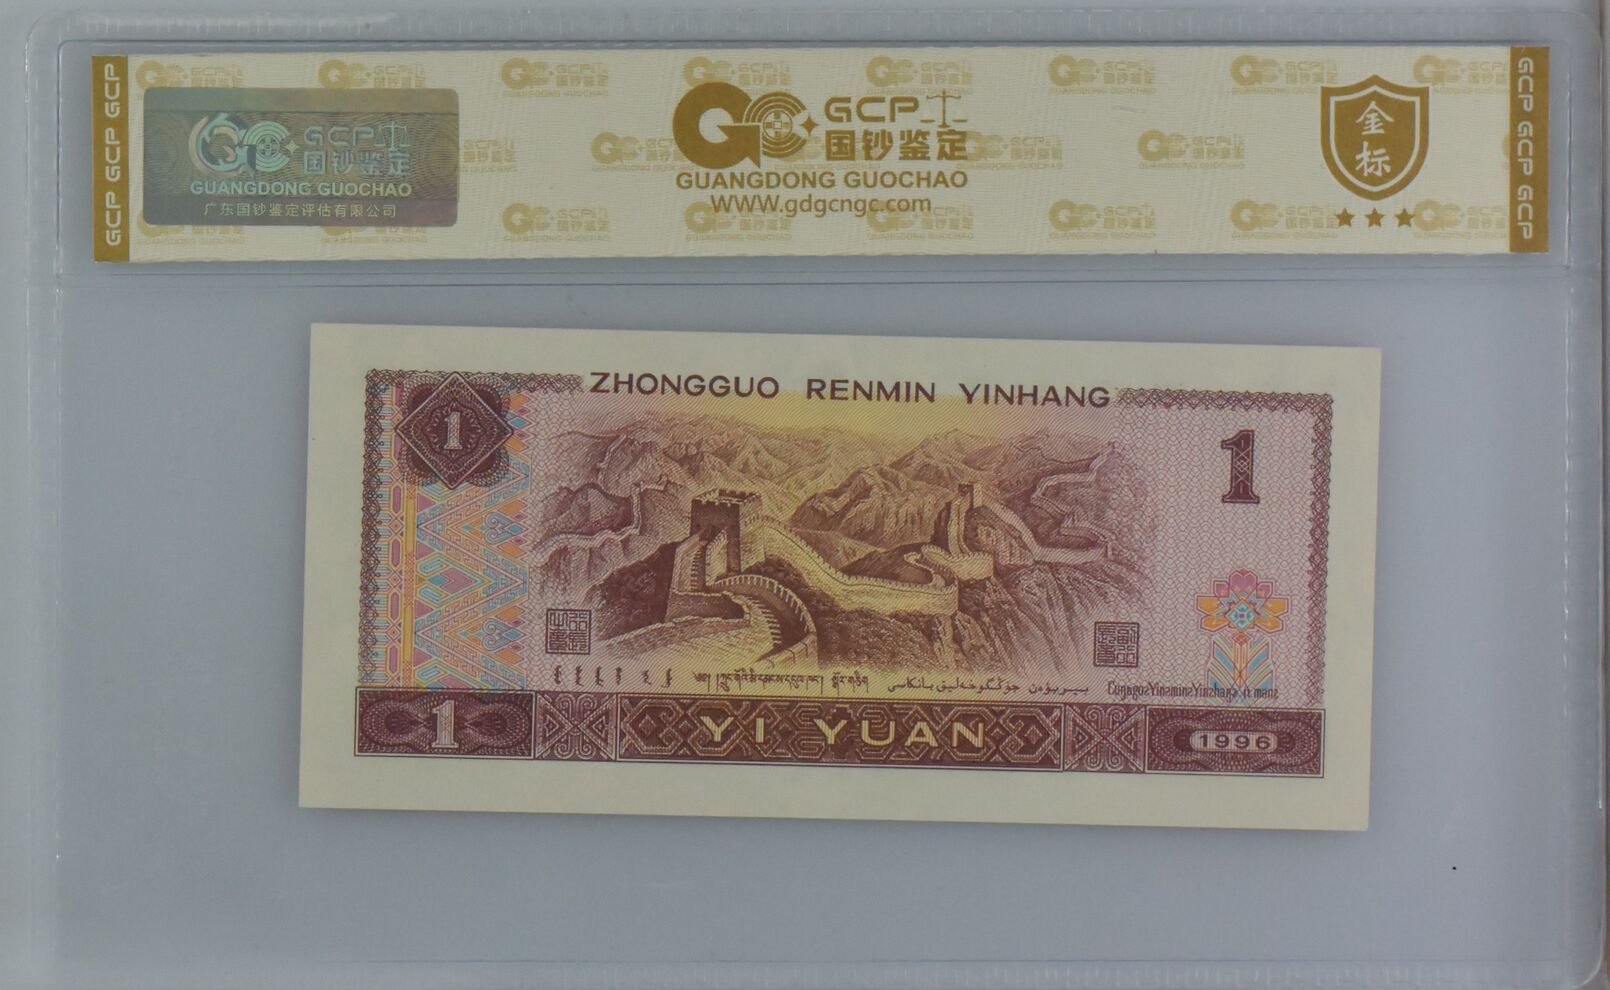 GCP GCP GCP
GCP
国钞鉴定
GUANGDONG GUOCHAO
广东国钞鉴定评估有限公司
GCP
国钞鉴定
GUANGDONG GUOCHAO
WWW.gdgcngc.com
金标
GCP GCP GCP
ZHONGGUO RENMIN YINHANG
1
1
1
YI YUAN
1996